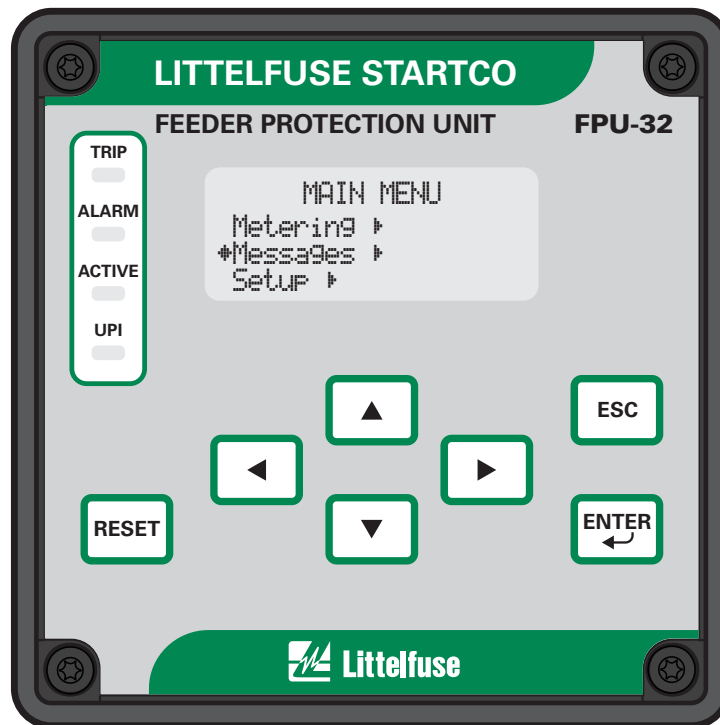 LITTELFUSE STARTCO
FEEDER PROTECTION UNIT FPU-32
TRIP
ALARM
ACTIVE
UPI
MAIN MENU
Metering
Messages
Setup
ESC
RESET
ENTER
Littelfuse